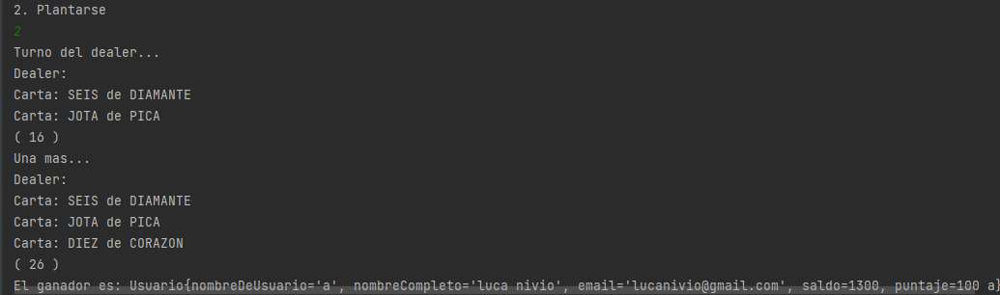 2. Plantarse
2
Turno del dealer...
Dealer:
Carta: SEIS de DIAMANTE
Carta: JOTA de PICA
( 16 )
Una mas...
Dealer:
Carta: SEIS de DIAMANTE
Carta: JOTA de PICA
Carta: DIEZ de CORAZON
( 26 )
El ganador es: Usuario{nombreDeUsuario='a', nombreCompleto='luca nivio', email='lucanivio@gmail.com', saldo=1300, puntaje=100